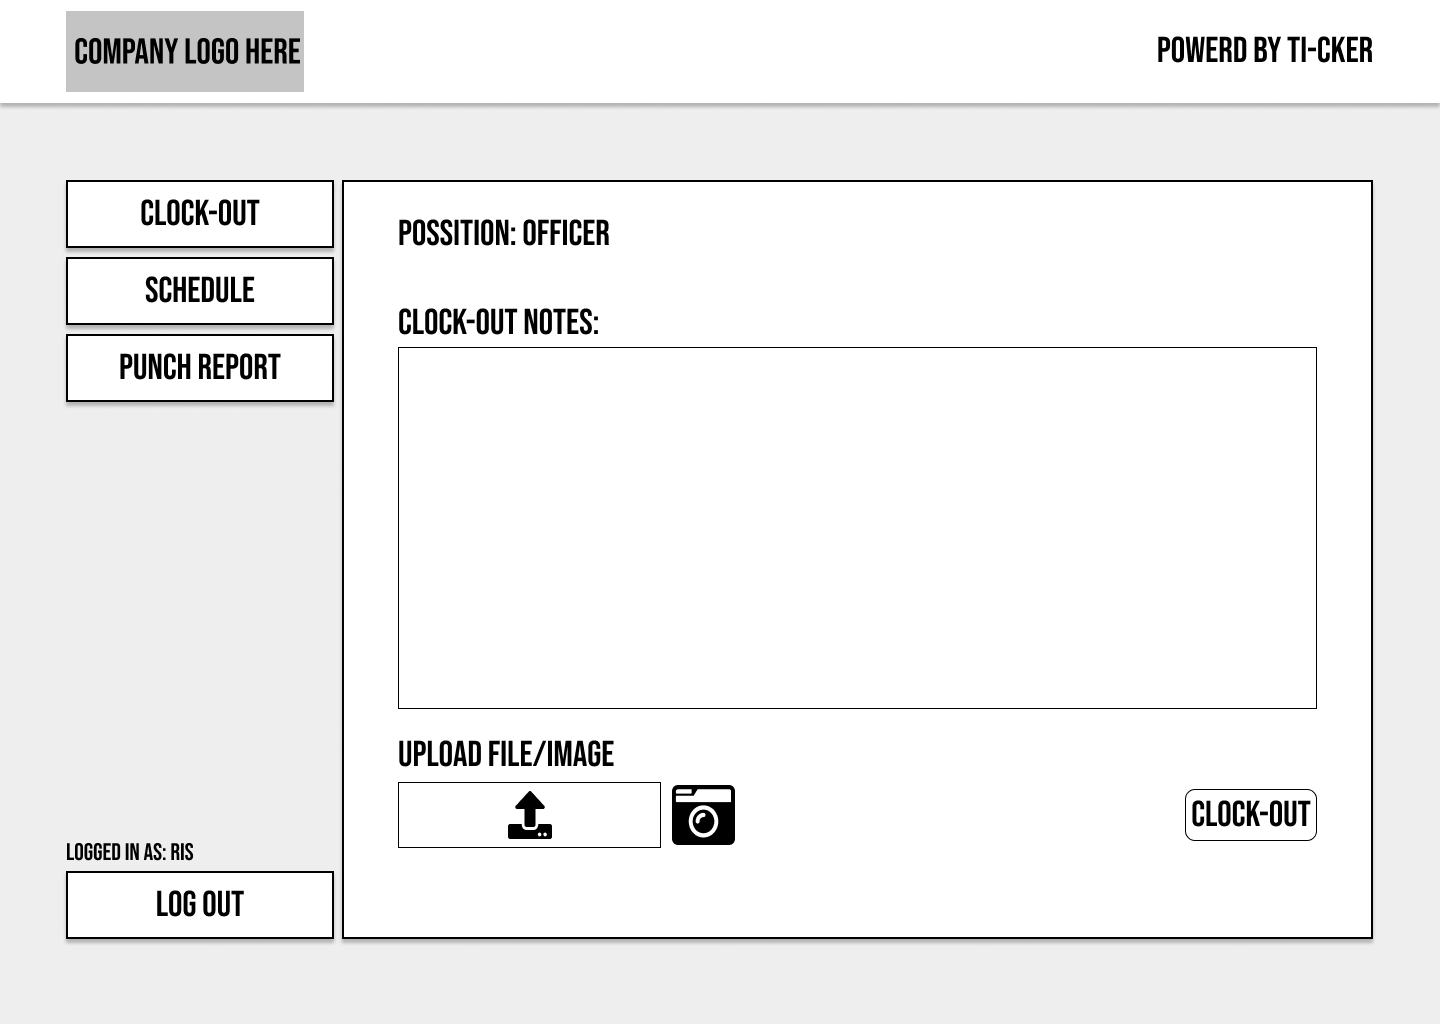 COMPANY LOGO HERE
POWERD BY TI-CKER
CLOCK-OUT
SCHEDULE
PUNCH REPORT
POSSITION: OFFICER
CLOCK-OUT NOTES:
UPLOAD FILE/IMAGE
CLOCK-OUT
LOGGED IN AS: RIS
LOG OUT